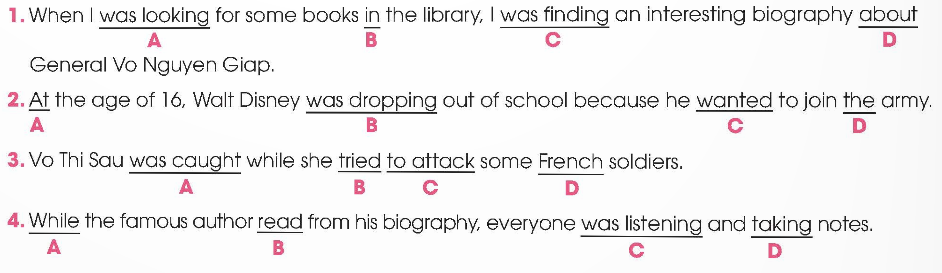 1. When I was looking for some books in the library, I was finding an interesting biography about
A B C D
General Vo Nguyen Giap.
2. At the age of 16, Walt Disney was dropping out of school because he wanted to join the army.
A B C D
3. Vo Thi Sau was caught while she tried to attack some French soldiers.
A B C D
4. While the famous author read from his biography, everyone was listening and taking notes.
A B C D